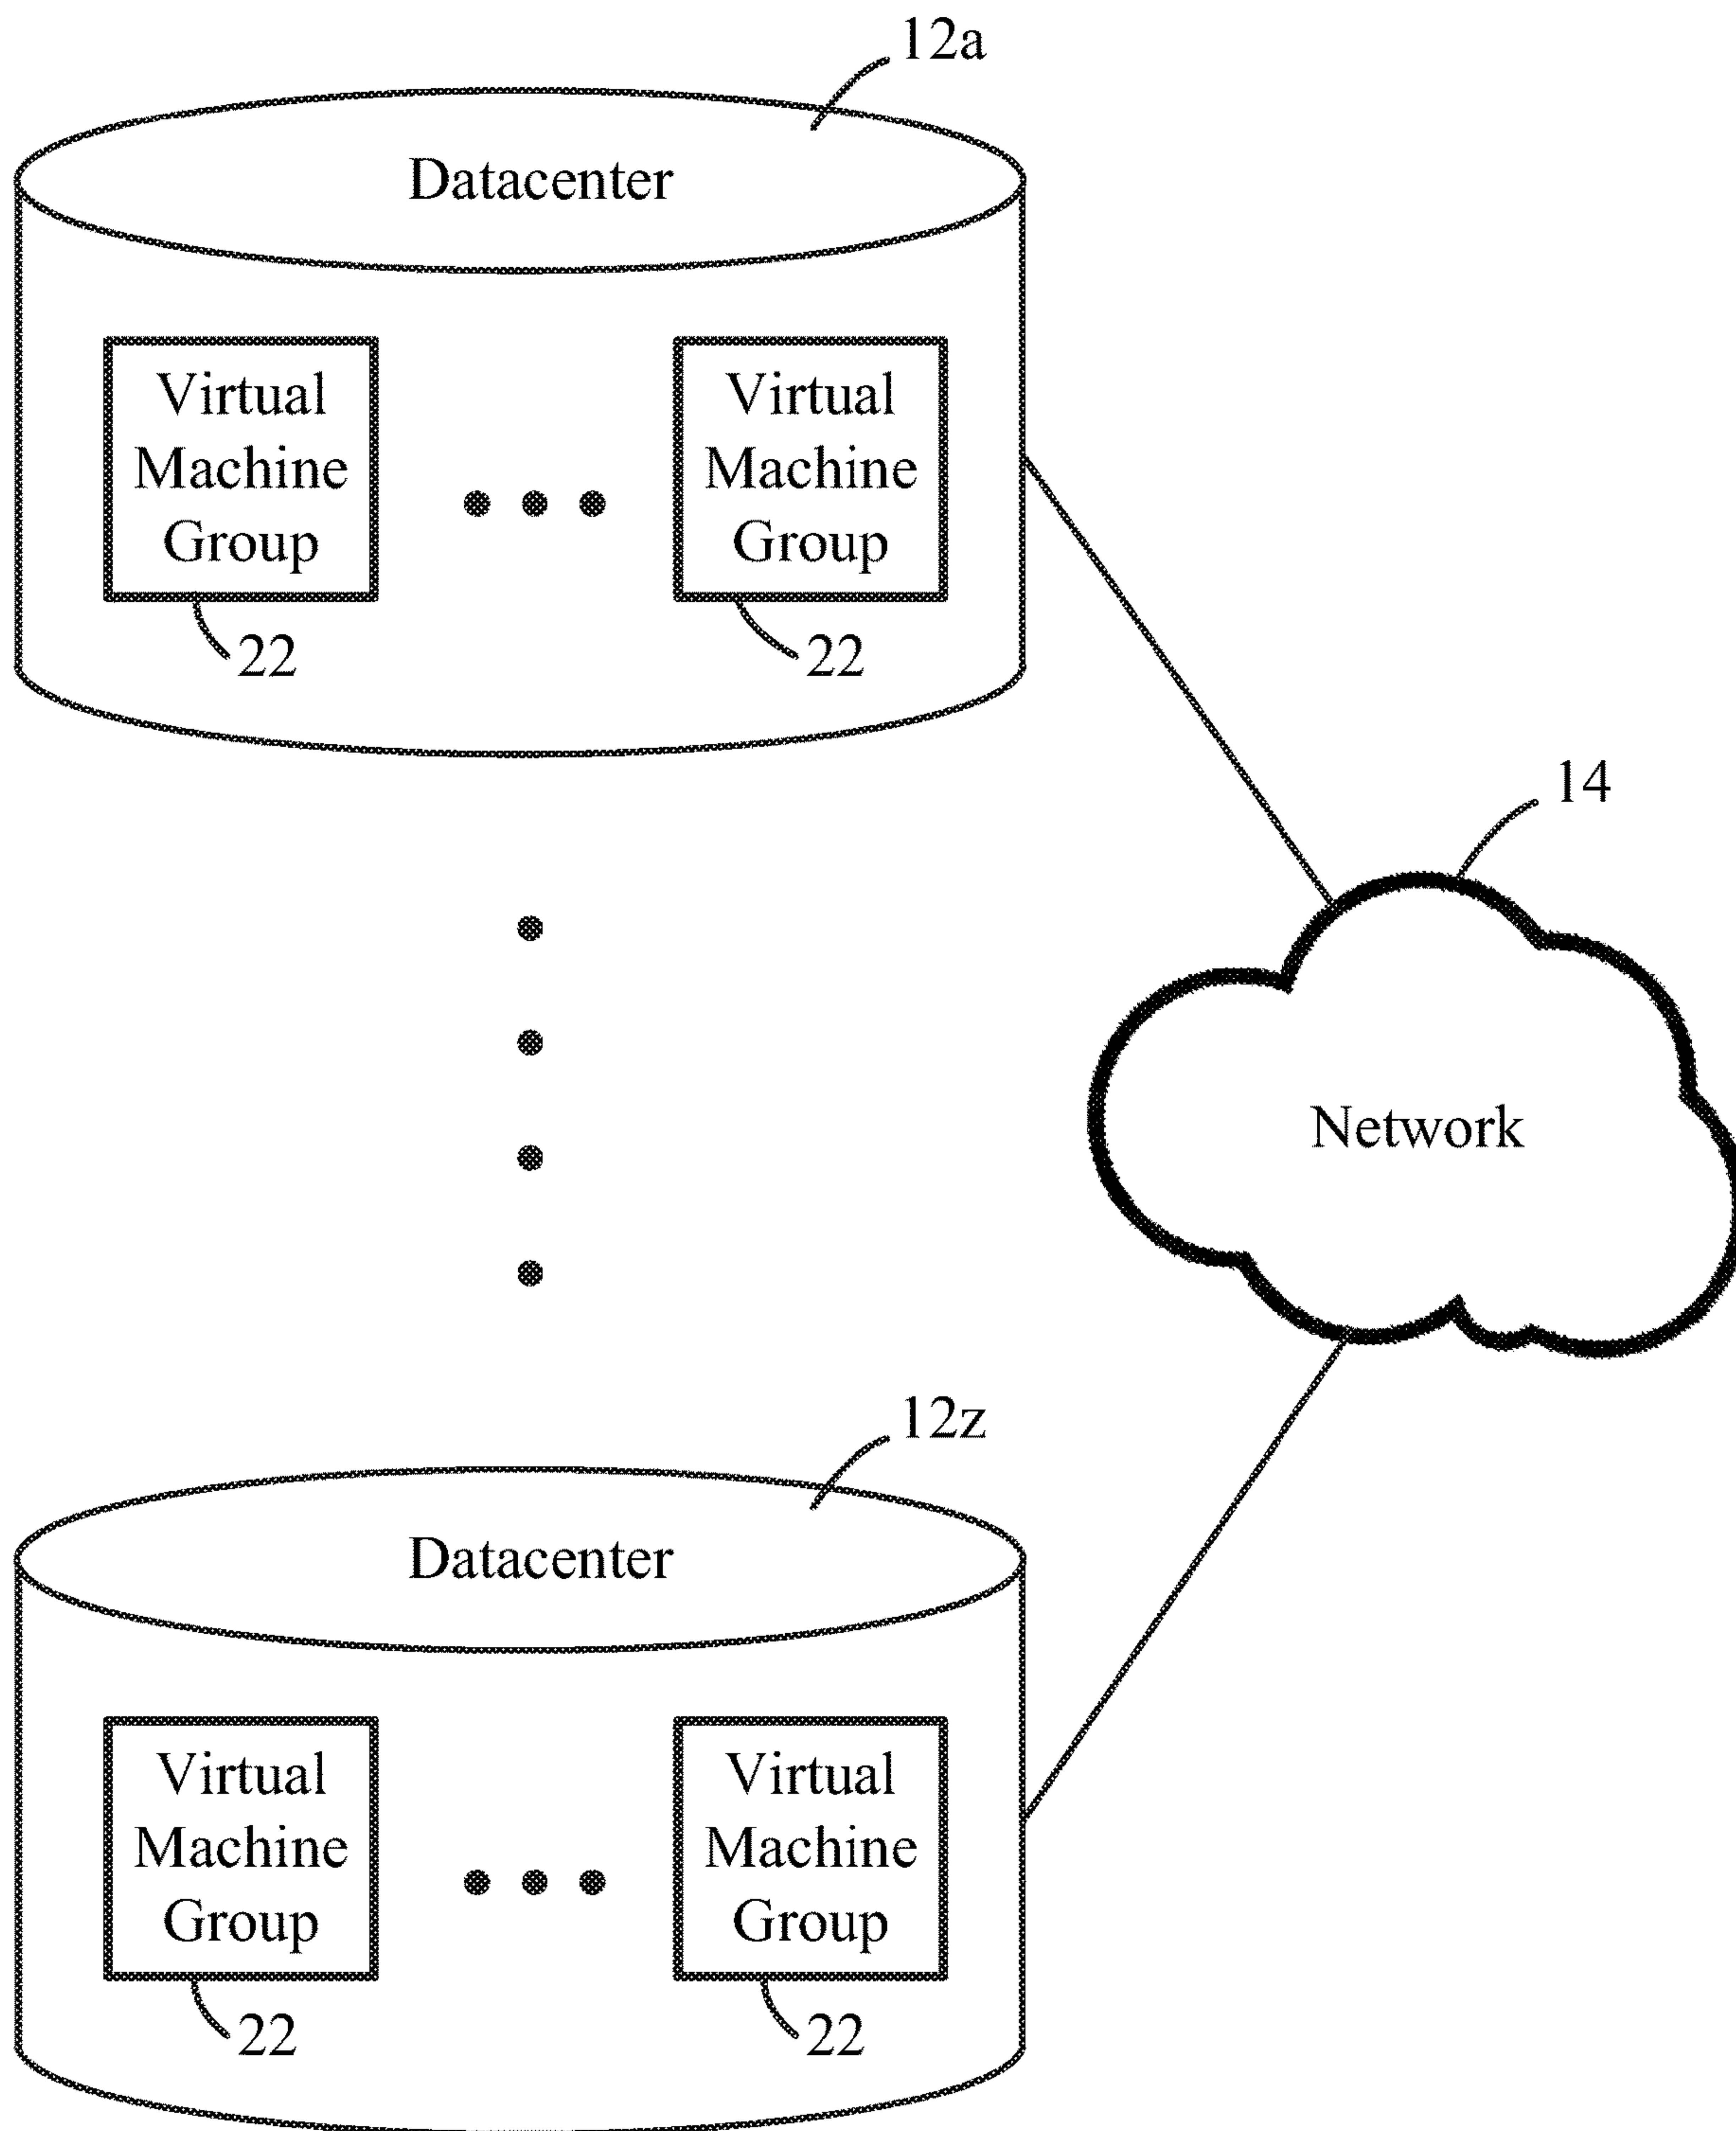 12a
Datacenter
Virtual
Machine
Group
22
Virtual
Machine
Group
22
14
Network
12z
Datacenter
Virtual
Machine
Group
22
Virtual
Machine
Group
22